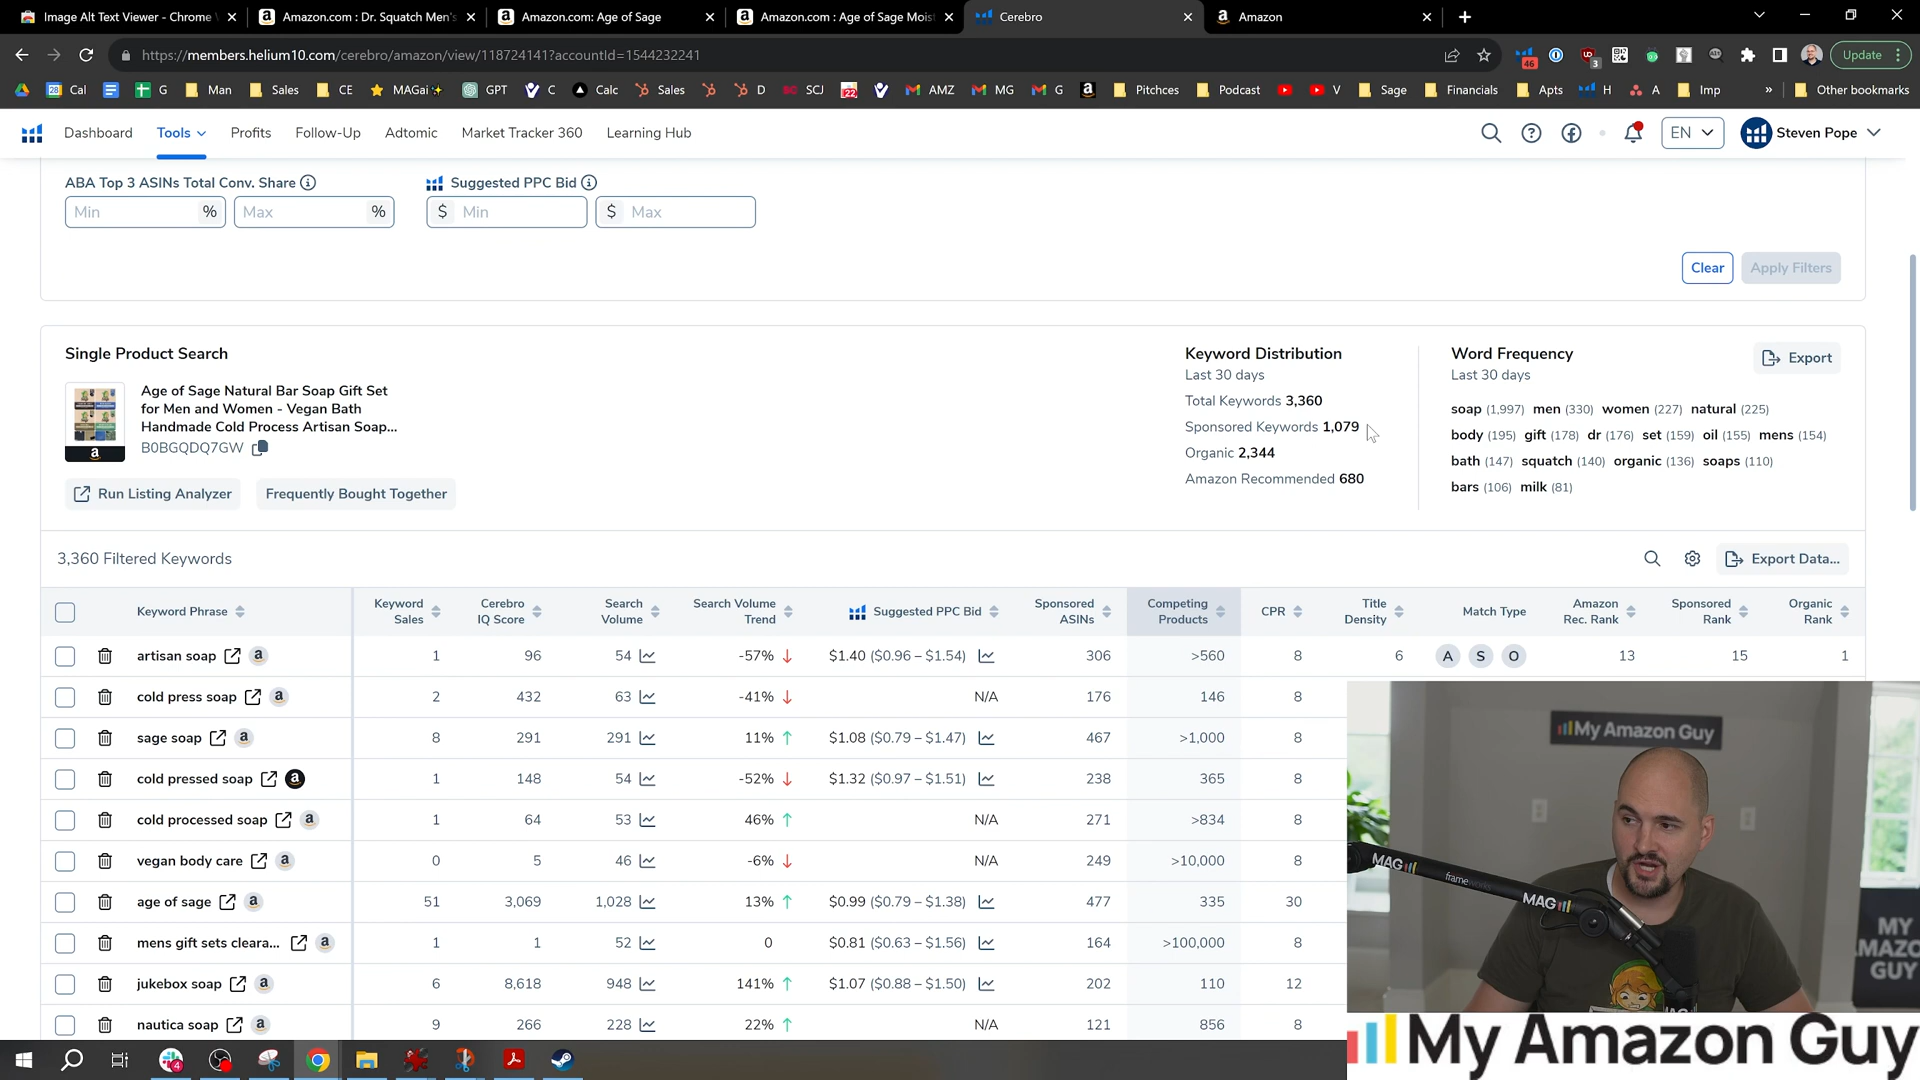 Image Alt Text Viewer - Chrome
Amazon.com : Dr. Squatch Men's
Amazon.com: Age of Sage
Amazon.com : Age of Sage Moist
Cerebro
Amazon
https://members.helium10.com/cerebro/amazon/view/118724141?accountId=1544232241
46
3
Update
28 Cal
G
Man
Sales
CE
MAGai
GPT
C
Calc
Sales
D
SCJ
22
AMZ
MG
G
Pitchces
Podcast
V
Sage
Financials
Apts
H
A
Imp
»
Other bookmarks
Dashboard
Tools
Profits
Follow-Up
Adtomic
Market Tracker 360
Learning Hub
EN
Steven Pope
ABA Top 3 ASINs Total Conv. Share
Suggested PPC Bid
Min %
Max %
$ Min
$ Max
Clear
Apply Filters
Single Product Search
Age of Sage Natural Bar Soap Gift Set
for Men and Women - Vegan Bath
Handmade Cold Process Artisan Soap...
B0BGQDQ7GW
Run Listing Analyzer
Frequently Bought Together
Keyword Distribution
Last 30 days
Total Keywords 3,360
Sponsored Keywords 1,079
Organic 2,344
Amazon Recommended 680
Word Frequency
Last 30 days
Export
soap (1,997) men (330) women (227) natural (225)
body (195) gift (178) dr (176) set (159) oil (155) mens (154)
bath (147) squatch (140) organic (136) soaps (110)
bars (106) milk (81)
3,360 Filtered Keywords
Export Data...
Keyword Phrase
Keyword Sales
Cerebro IQ Score
Search Volume
Search Volume Trend
Suggested PPC Bid
Sponsored ASINs
Competing Products
CPR
Title Density
Match Type
Amazon Rec. Rank
Sponsored Rank
Organic Rank
artisan soap 1 96 54 -57% $1.40 ($0.96 – $1.54) 306 >560 8 6 A S O 13 15 1
cold press soap 2 432 63 -41% N/A 176 146 8
sage soap 8 291 291 11% $1.08 ($0.79 – $1.47) 467 >1,000 8
cold pressed soap 1 148 54 -52% $1.32 ($0.97 – $1.51) 238 365 8
cold processed soap 1 64 53 46% N/A 271 >834 8
vegan body care 0 5 46 -6% N/A 249 >10,000 8
age of sage 51 3,069 1,028 13% $0.99 ($0.79 – $1.38) 477 335 30
mens gift sets cleara... 1 1 52 0 $0.81 ($0.63 – $1.56) 164 >100,000 8
jukebox soap 6 8,618 948 141% $1.07 ($0.88 – $1.50) 202 110 12
nautica soap 9 266 228 22% N/A 121 856 8
My Amazon Guy
MAG
frameworks
MAG
MY
AMAZON
GUY
My Amazon Guy
4